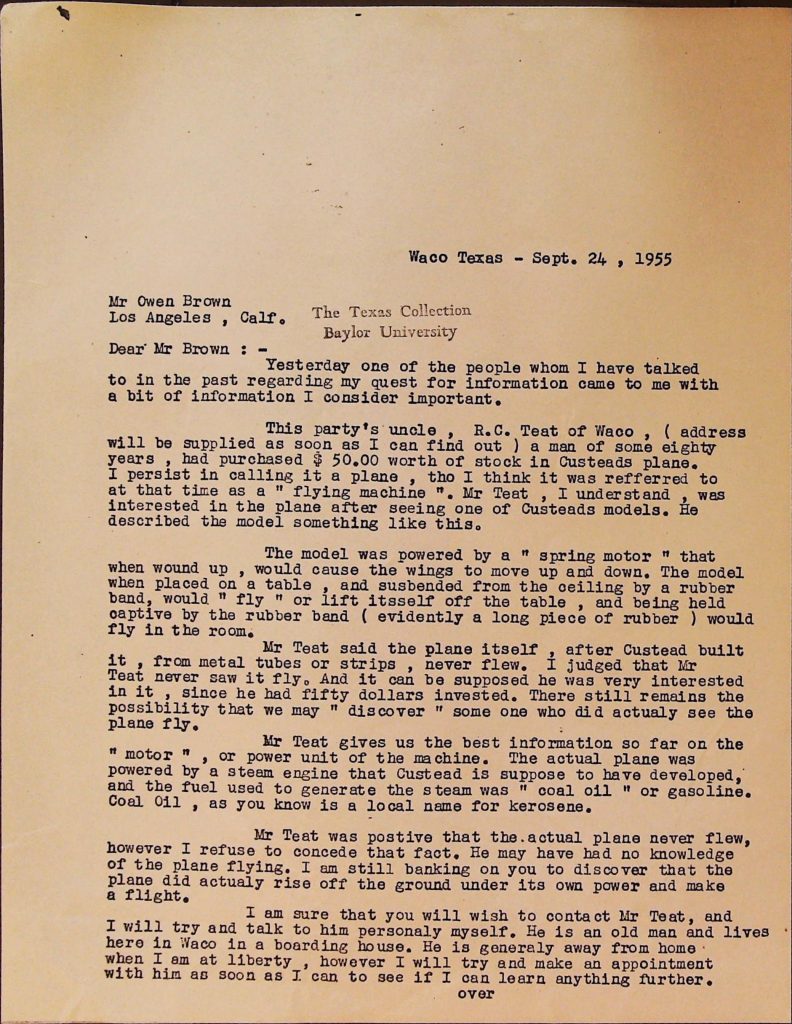 Waco Texas - Sept. 24 , 1955
Mr Owen Brown
Los Angeles , Calf.
The Texas Collection
Baylor University
Dear Mr Brown : -
Yesterday one of the people whom I have talked
to in the past regarding my quest for information came to me with
a bit of information I consider important.
This party's uncle , R.C. Teat of Waco , ( address
will be supplied as soon as I can find out ) a man of some eighty
years , had purchased $ 50.00 worth of stock in Custeads plane.
I persist in calling it a plane , tho I think it was refferred to
at that time as a " flying machine ". Mr Teat , I understand , was
interested in the plane after seeing one of Custeads models. He
described the model something like this.
The model was powered by a " spring motor " that
when wound up , would cause the wings to move up and down. The model
when placed on a table , and susbended from the ceiling by a rubber
band, would " fly " or lift itsself off the table , and being held
captive by the rubber band ( evidently a long piece of rubber ) would
fly in the room.
Mr Teat said the plane itself , after Custead built
it , from metal tubes or strips , never flew. I judged that Mr
Teat never saw it fly. And it can be supposed he was very interested
in it , since he had fifty dollars invested. There still remains the
possibility that we may " discover " some one who did actualy see the
plane fly.
Mr Teat gives us the best information so far on the
" motor " , or power unit of the machine. The actual plane was
powered by a steam engine that Custead is suppose to have developed,
and the fuel used to generate the steam was " coal oil " or gasoline.
Coal Oil , as you know is a local name for kerosene.
Mr Teat was postive that the.actual plane never flew,
however I refuse to concede that fact. He may have had no knowledge
of the plane flying. I am still banking on you to discover that the
plane did actualy rise off the ground under its own power and make
a flight.
I am sure that you will wish to contact Mr Teat, and
I will try and talk to him personaly myself. He is an old man and lives
here in Waco in a boarding house. He is generaly away from home
when I am at liberty , however I will try and make an appointment
with him as soon as I can to see if I can learn anything further.
over